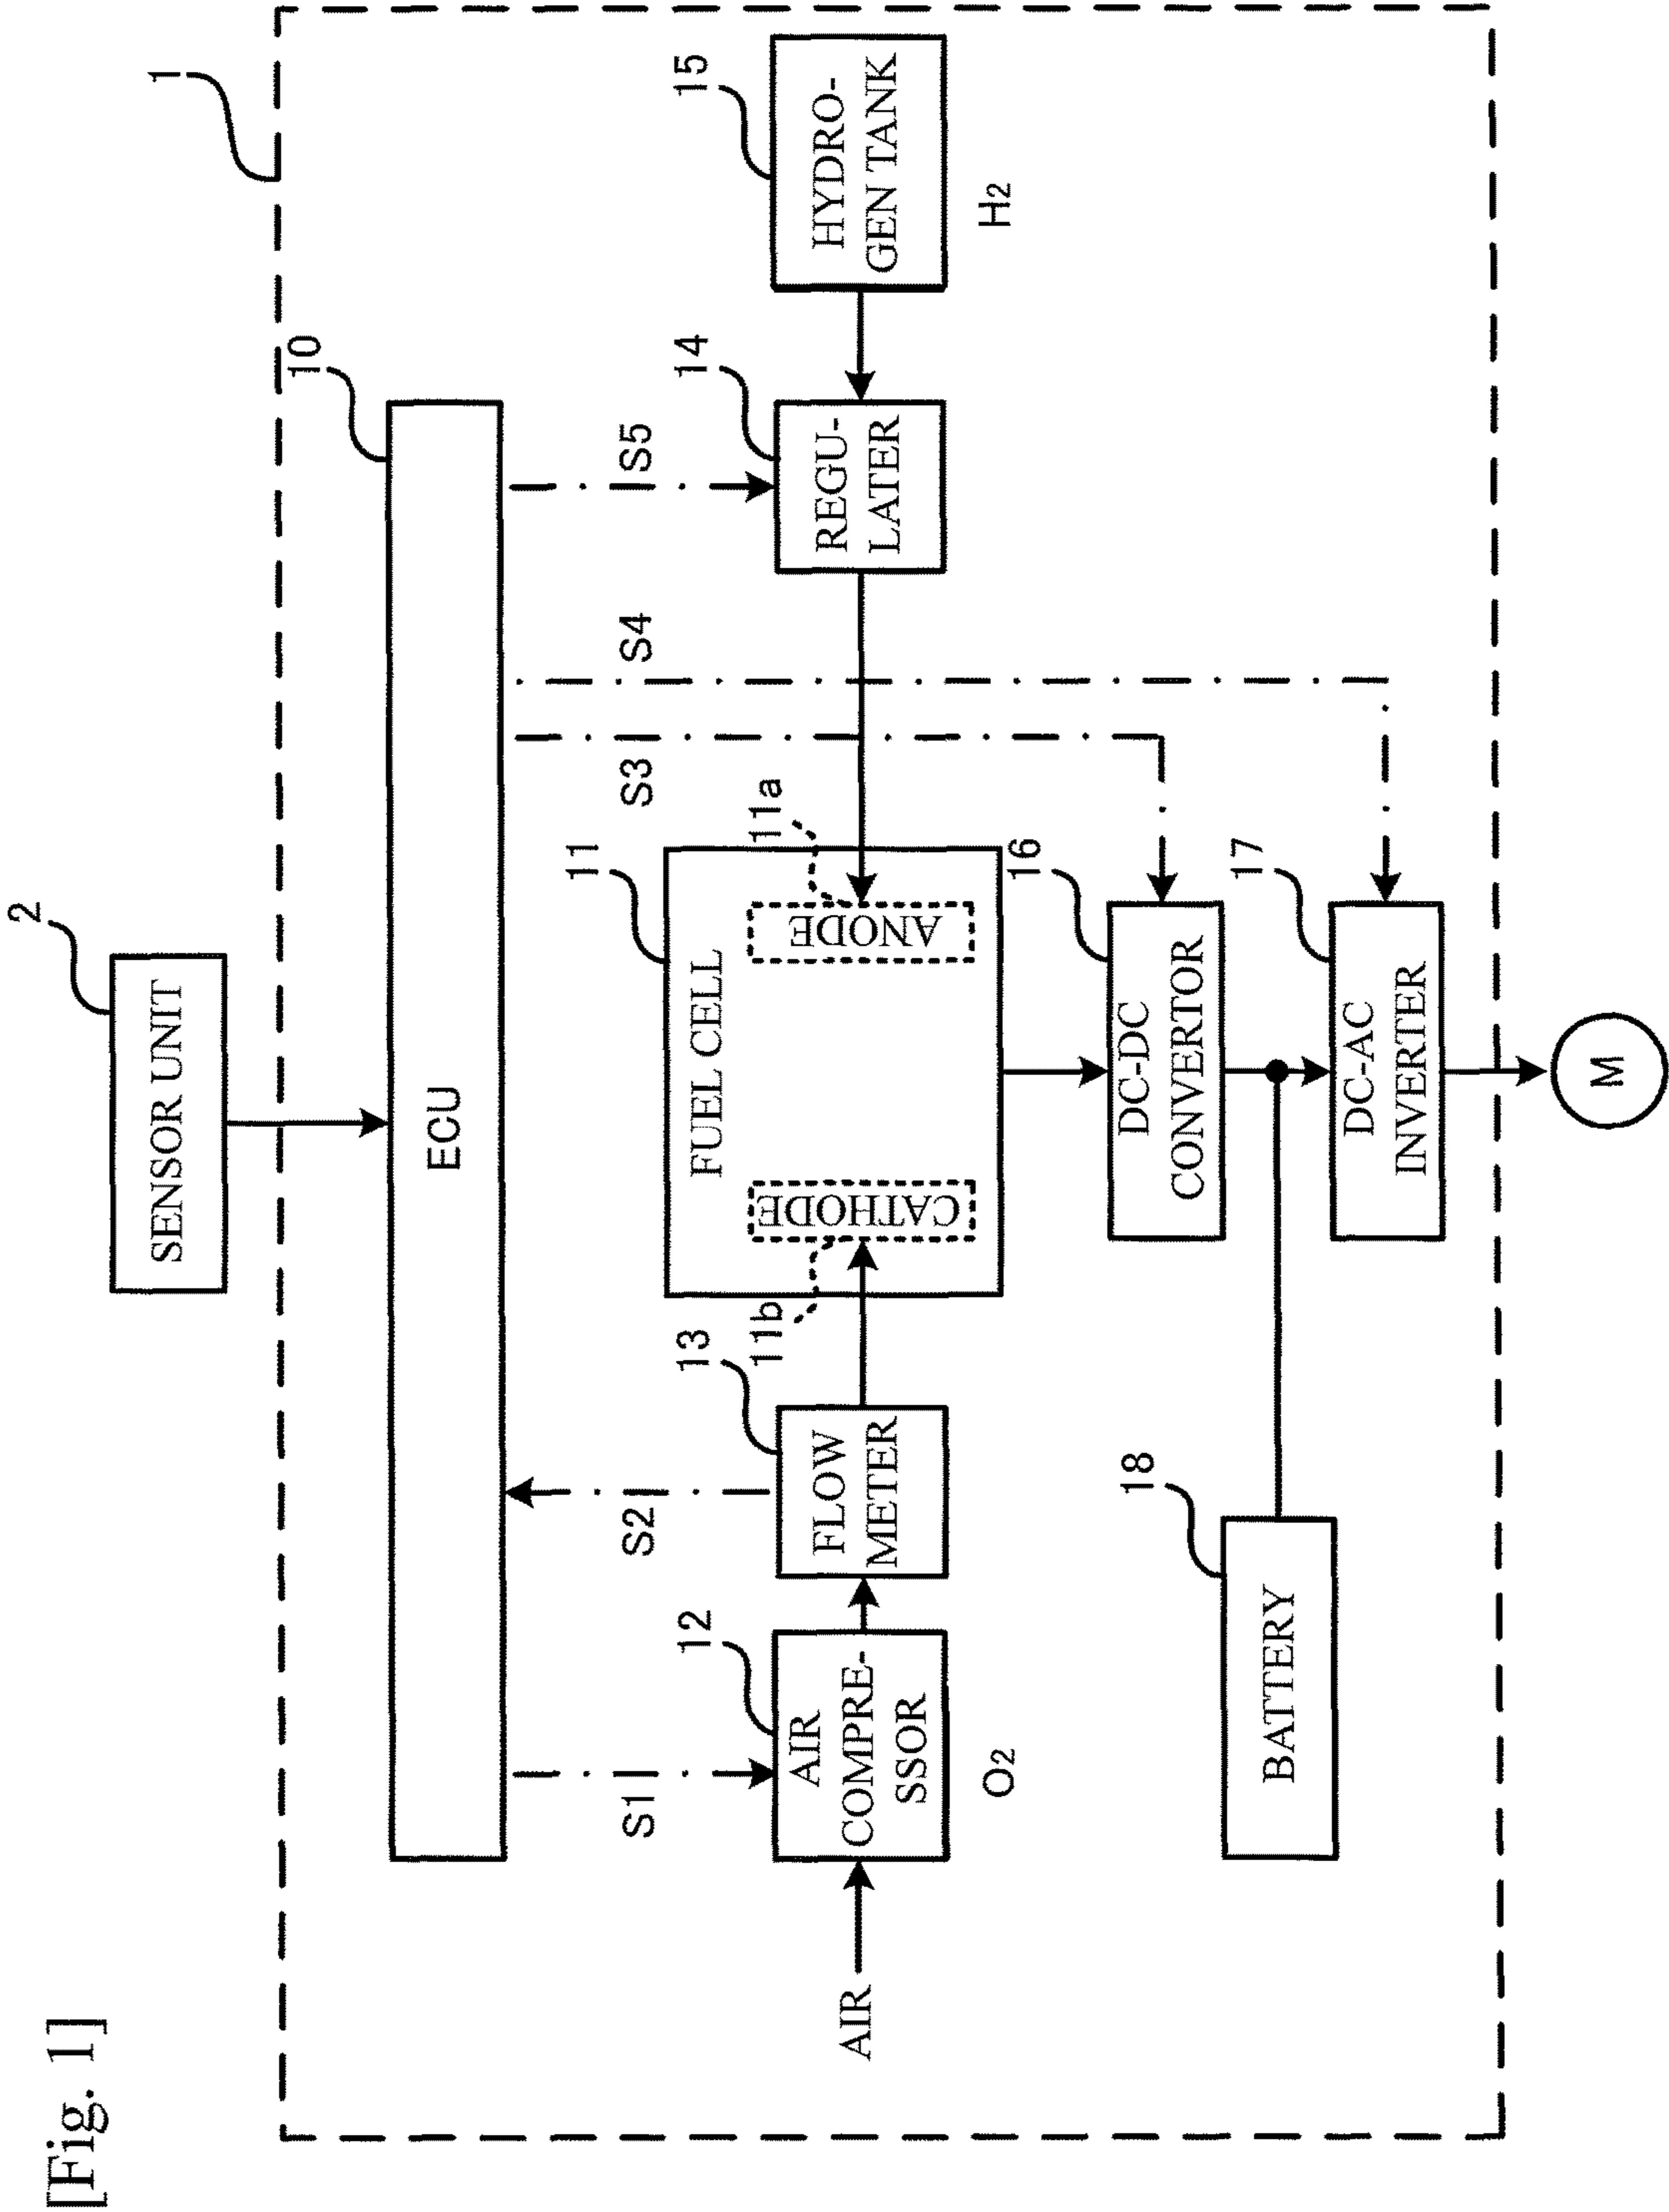 [Fig. 1]
2
SENSOR UNIT
1
10
ECU
S1
S2
S3
S4
S5
12
AIR
COMPRE-
SSOR
O2
AIR
13
FLOW
METER
11
FUEL CELL
11b
CATHODE
11a
ANODE
14
REGU-
LATER
15
HYDRO-
GEN TANK
H2
16
DC-DC
CONVERTOR
18
BATTERY
17
DC-AC
INVERTER
M